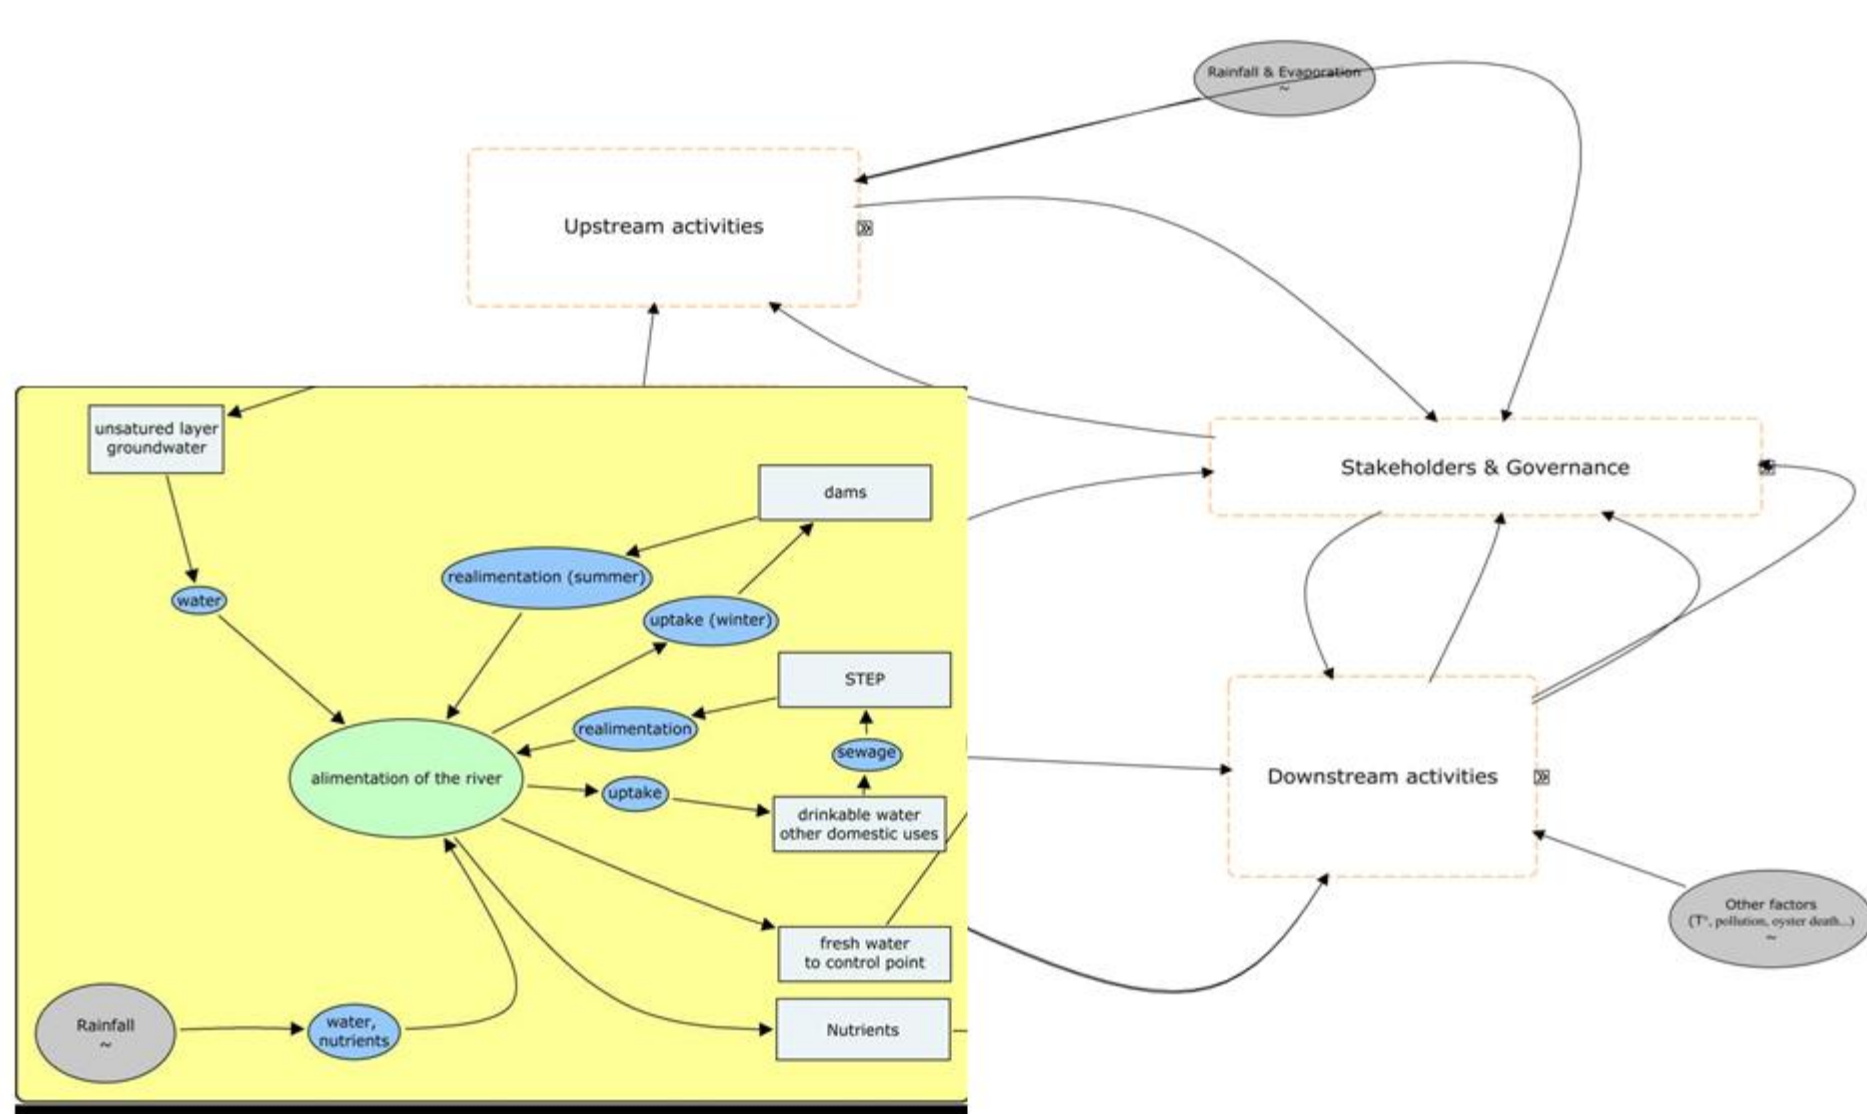 Rainfall & Evaporation
~
Upstream activities
unsatured layer
groundwater
dams
Stakeholders & Governance
realimentation (summer)
water
uptake (winter)
STEP
realimentation
sewage
alimentation of the river
uptake
drinkable water
other domestic uses
Downstream activities
Other factors
(T°, pollution, oyster death...)
~
fresh water
to control point
Rainfall
~
water,
nutrients
Nutrients